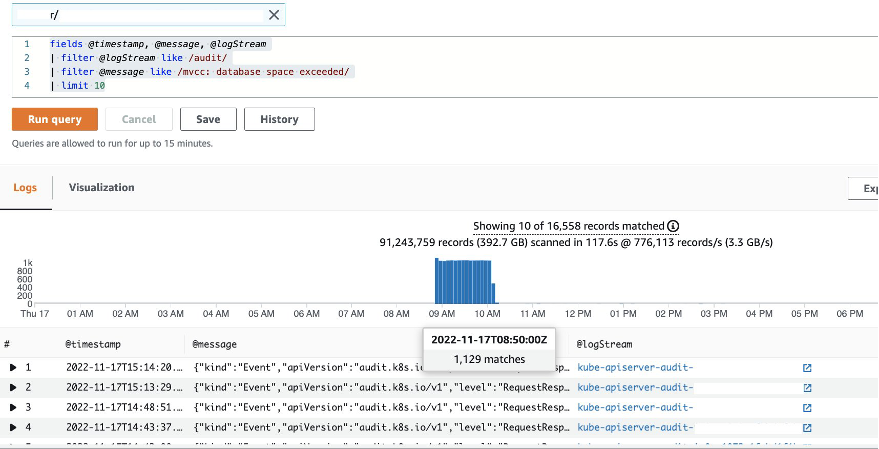 r/
1 fields @timestamp, @message, @logStream
2 | filter @logStream like /audit/
3 | filter @message like /mvcc: database space exceeded/
4 | limit 10
Run query Cancel Save History
Queries are allowed to run for up to 15 minutes.
Logs Visualization Exp
Showing 10 of 16,558 records matched
91,243,759 records (392.7 GB) scanned in 117.6s @ 776,113 records/s (3.3 GB/s)
1k
800
600
400
200
0
Thu 17 01 AM 02 AM 03 AM 04 AM 05 AM 06 AM 07 AM 08 AM 09 AM 10 AM 11 AM 12 PM 01 PM 02 PM 03 PM 04 PM 05 PM 06 PM
2022-11-17T08:50:00Z
1,129 matches
# @timestamp @message @logStream
1 2022-11-17T15:14:20.... {"kind":"Event","apiVersion":"audit.k8s.io kube-apiserver-audit-
2 2022-11-17T15:13:29.... {"kind":"Event","apiVersion":"audit.k8s.io/v1","level":"RequestResp... kube-apiserver-audit-
3 2022-11-17T14:48:51.... {"kind":"Event","apiVersion":"audit.k8s.io/v1","level":"RequestResp... kube-apiserver-audit-
4 2022-11-17T14:43:37.... {"kind":"Event","apiVersion":"audit.k8s.io/v1","level":"RequestResp... kube-apiserver-audit-